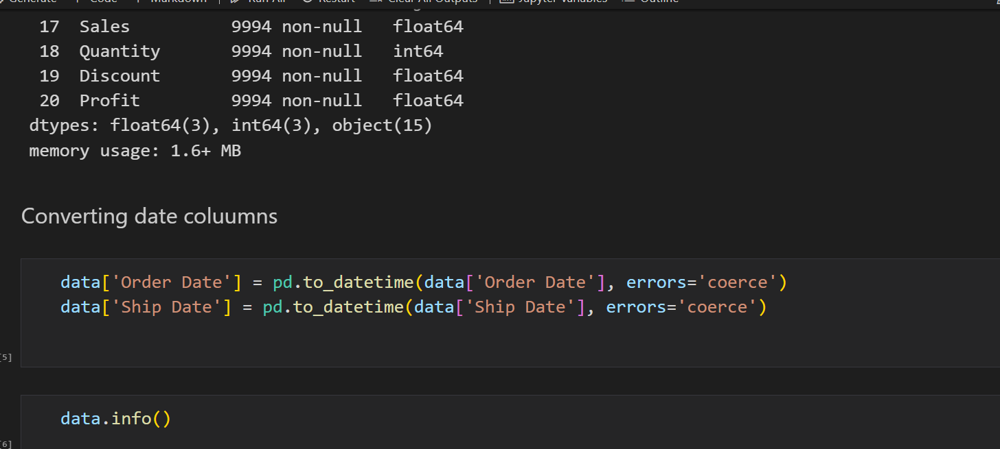 Generate Code Markdown Run All Restart Clear All Outputs Jupyter Variables Outline
17 Sales 9994 non-null float64
18 Quantity 9994 non-null int64
19 Discount 9994 non-null float64
20 Profit 9994 non-null float64
dtypes: float64(3), int64(3), object(15)
memory usage: 1.6+ MB
Converting date coluumns
data['Order Date'] = pd.to_datetime(data['Order Date'], errors='coerce')
data['Ship Date'] = pd.to_datetime(data['Ship Date'], errors='coerce')
[5]
data.info()
[6]